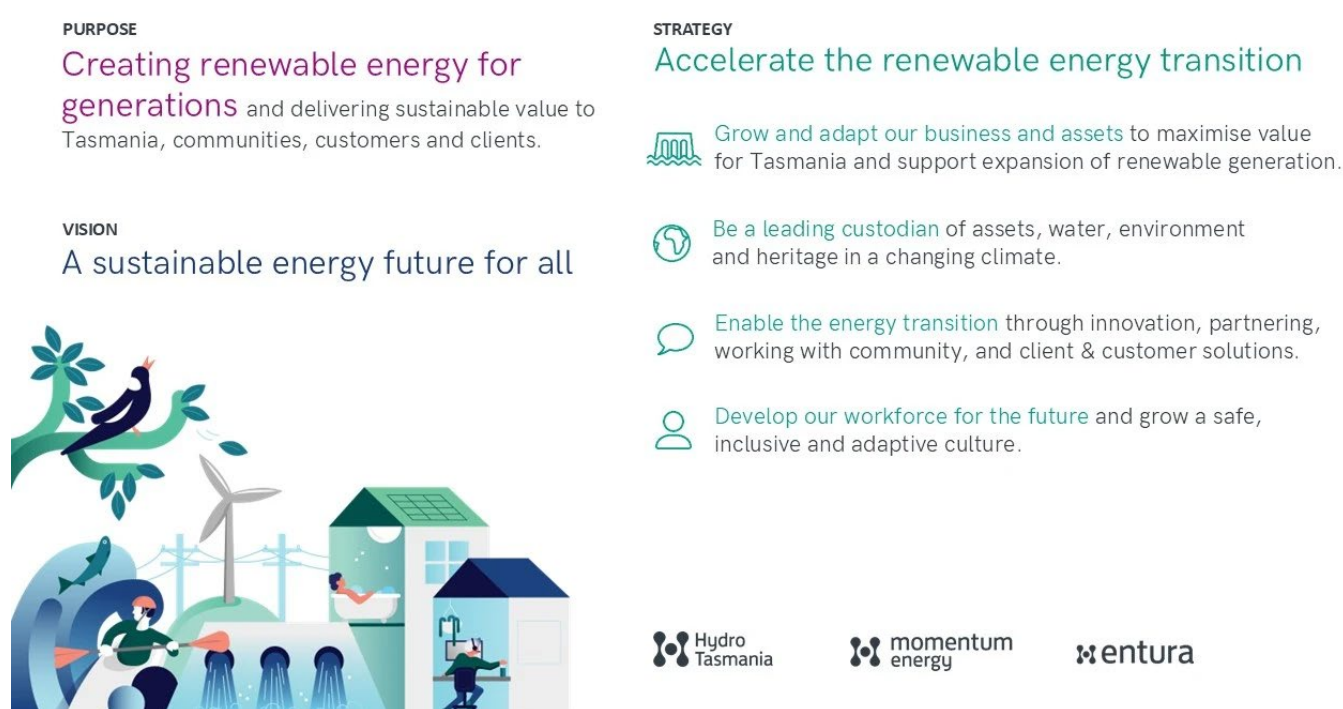 PURPOSE
Creating renewable energy for
generations and delivering sustainable value to
Tasmania, communities, customers and clients.
VISION
A sustainable energy future for all
STRATEGY
Accelerate the renewable energy transition
Grow and adapt our business and assets to maximise value
for Tasmania and support expansion of renewable generation.
Be a leading custodian of assets, water, environment
and heritage in a changing climate.
Enable the energy transition through innovation, partnering,
working with community, and client & customer solutions.
Develop our workforce for the future and grow a safe,
inclusive and adaptive culture.
Hydro
Tasmania
momentum
energy
entura